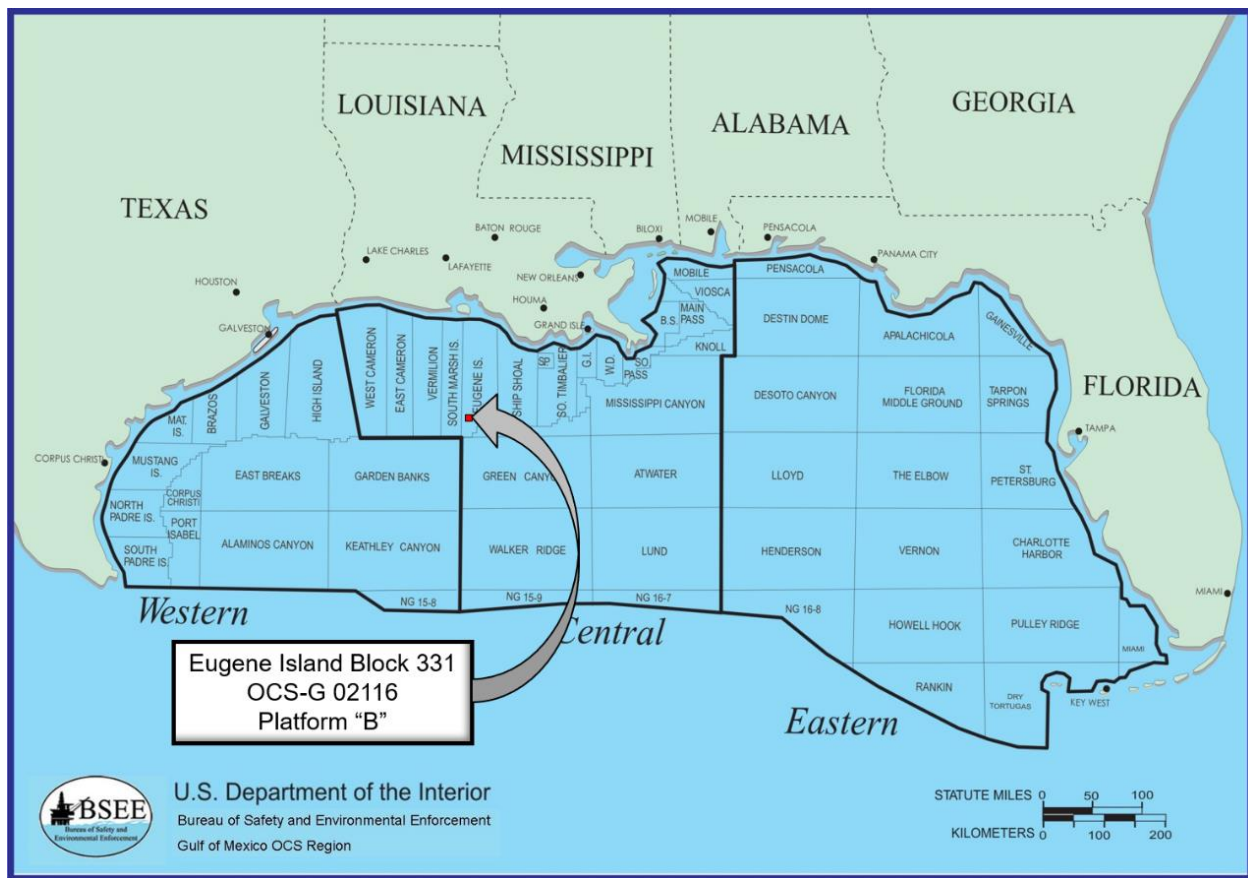 LOUISIANA
GEORGIA
ALABAMA
MISSISSIPPI
TEXAS
MOBILE
PENSACOLA
BATON ROUGE
BILOXI
LAKE CHARLES
LAFAYETTE
PANAMA CITY
NEW ORLEANS
HOUSTON
HOUMA
GALVESTON
GRAND ISLE
MOBILE
PENSACOLA
VIOSCA
B.S.
MAIN
PASS
KNOLL
DESTIN DOME
APALACHICOLA
GAINESVILLE
FLORIDA
WEST CAMERON
EAST CAMERON
VERMILION
SOUTH MARSH IS.
EUGENE IS.
SHIP SHOAL
SO. TIMBALIER
G.I.
W.D.
SO.
PASS
MAT.
IS.
BRAZOS
GALVESTON
HIGH ISLAND
MISSISSIPPI CANYON
DESOTO CANYON
FLORIDA
MIDDLE GROUND
TARPON
SPRINGS
TAMPA
CORPUS CHRISTI
MUSTANG
IS.
EAST BREAKS
GARDEN BANKS
GREEN CANYO
ATWATER
LLOYD
THE ELBOW
ST.
PETERSBURG
CORPUS
CHRISTI
NORTH
PADRE IS.
PORT
ISABEL
SOUTH
PADRE IS.
ALAMINOS CANYON
KEATHLEY CANYON
WALKER RIDGE
LUND
HENDERSON
VERNON
CHARLOTTE
HARBOR
MIAMI
NG 15-8
NG 15-9
NG 16-7
NG 16-8
Western
Central
Eastern
HOWELL HOOK
PULLEY RIDGE
MIAMI
RANKIN
DRY
TORTUGAS
KEY WEST
Eugene Island Block 331
OCS-G 02116
Platform “B”
BSEE
Bureau of Safety and
Environmental Enforcement
U.S. Department of the Interior
Bureau of Safety and Environmental Enforcement
Gulf of Mexico OCS Region
STATUTE MILES 0 50 100
KILOMETERS 0 100 200